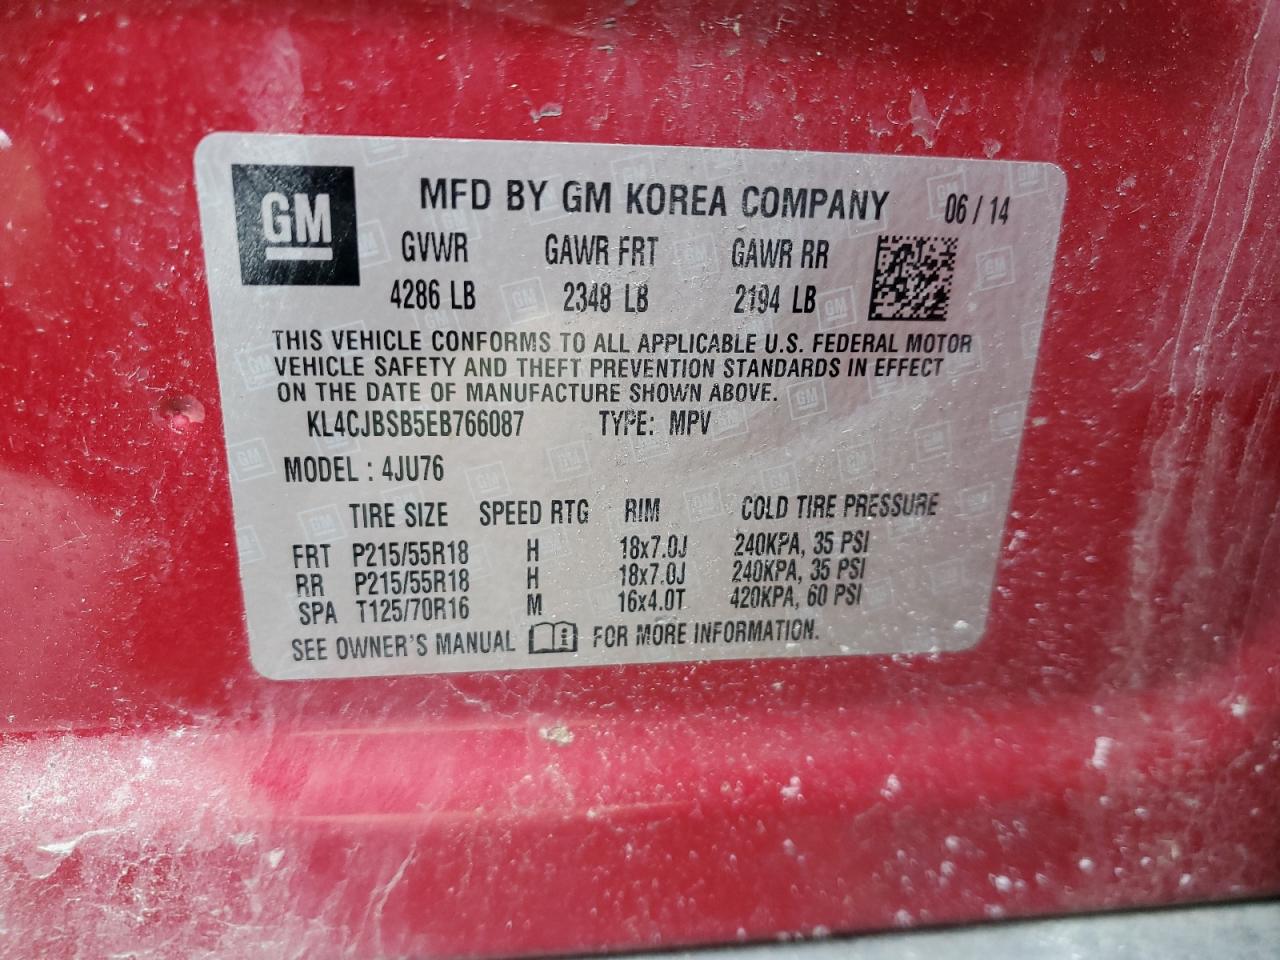 GM MFD BY GM KOREA COMPANY 06 / 14
GVWR GAWR FRT GAWR RR
4286 LB 2348 LB 2194 LB
THIS VEHICLE CONFORMS TO ALL APPLICABLE U.S. FEDERAL MOTOR
VEHICLE SAFETY AND THEFT PREVENTION STANDARDS IN EFFECT
ON THE DATE OF MANUFACTURE SHOWN ABOVE.
KL4CJBSB5EB766087 TYPE: MPV
MODEL : 4JU76
TIRE SIZE SPEED RTG RIM COLD TIRE PRESSURE
FRT P215/55R18 H 18x7.0J 240KPA, 35 PSI
RR P215/55R18 H 18x7.0J 240KPA, 35 PSI
SPA T125/70R16 M 16x4.0T 420KPA, 60 PSI
SEE OWNER'S MANUAL FOR MORE INFORMATION.